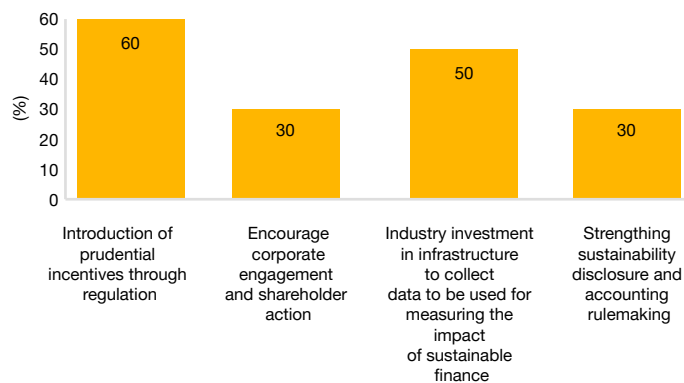 60
50
40
30
20
10
0
(%)
60
30
50
30
Introduction of
prudential
incentives through
regulation
Encourage
corporate
engagement
and shareholder
action
Industry investment
in infrastructure
to collect
data to be used for
measuring the
impact
of sustainable
finance
Strengthing
sustainability
disclosure and
accounting
rulemaking